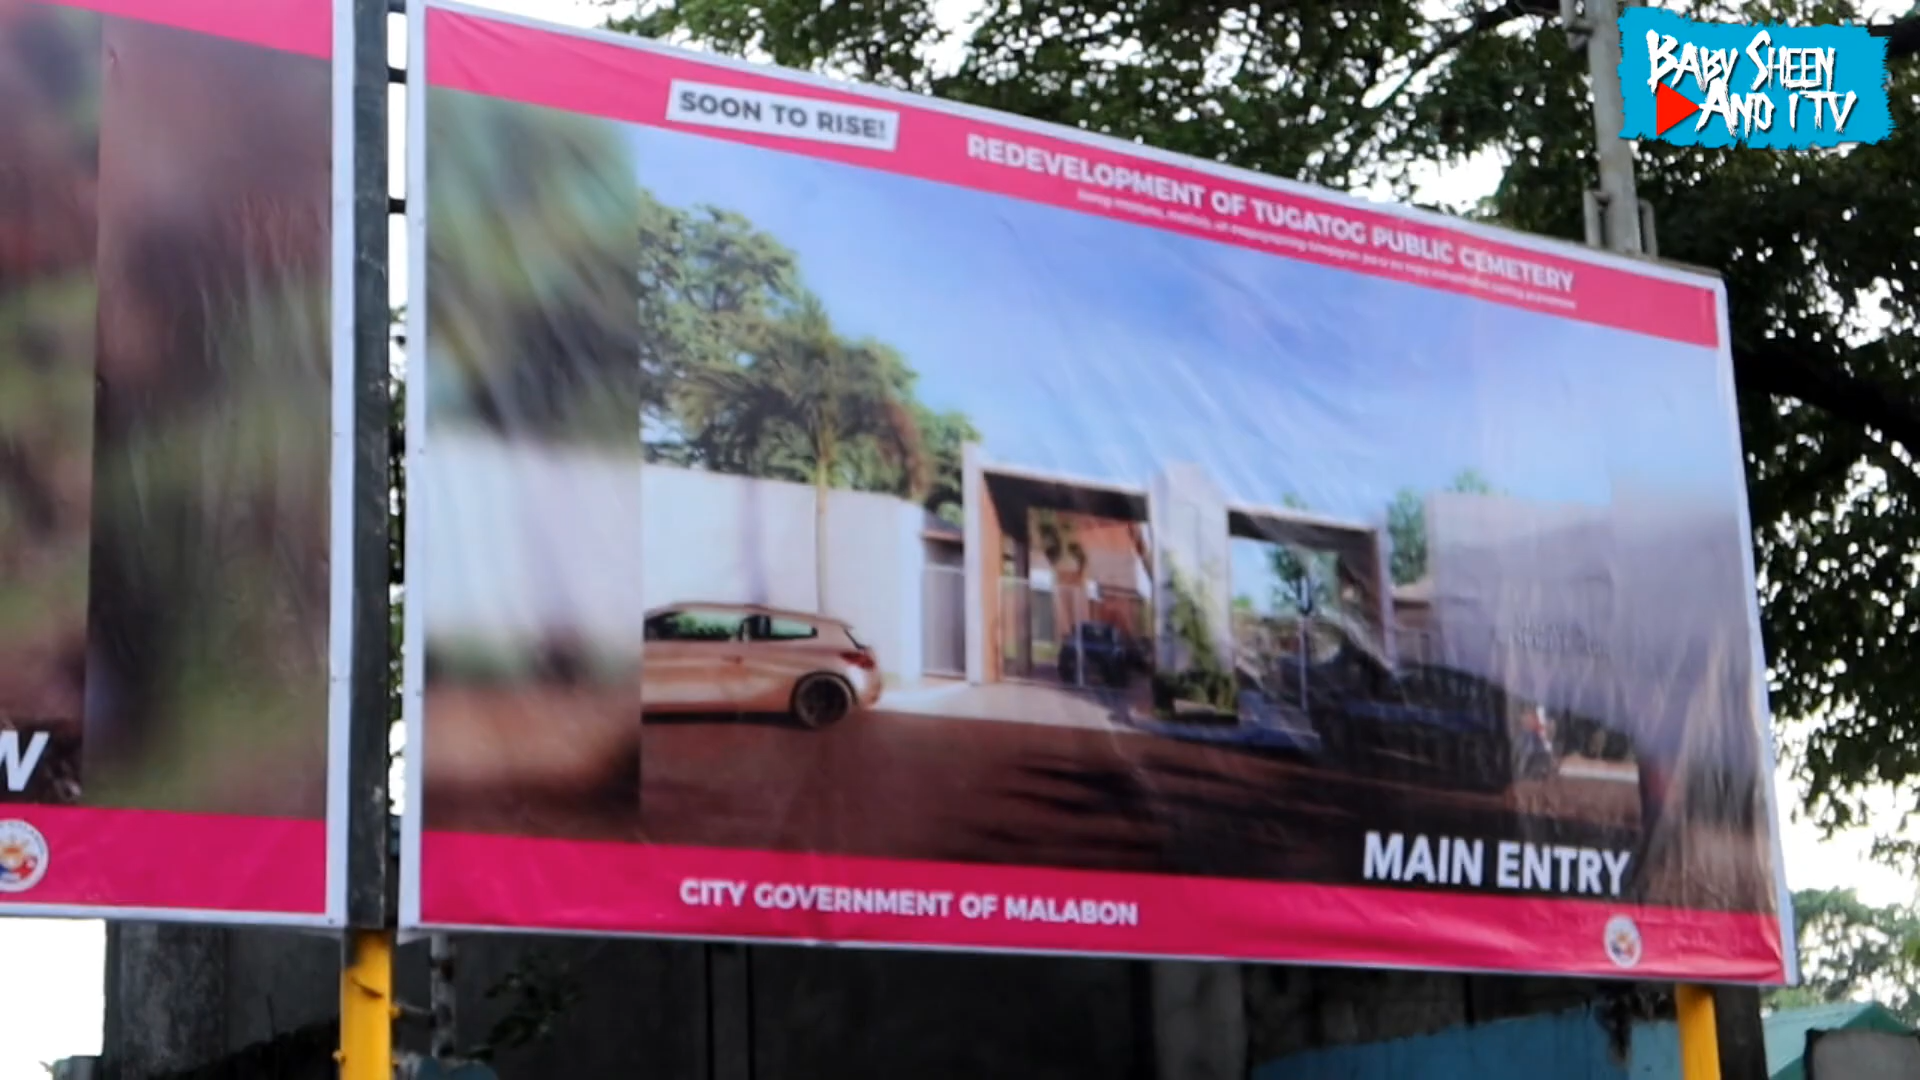 BABY SHEEN
AND I TV
SOON TO RISE!
REDEVELOPMENT OF TUGATOG PUBLIC CEMETERY
MAIN ENTRY
CITY GOVERNMENT OF MALABON
W